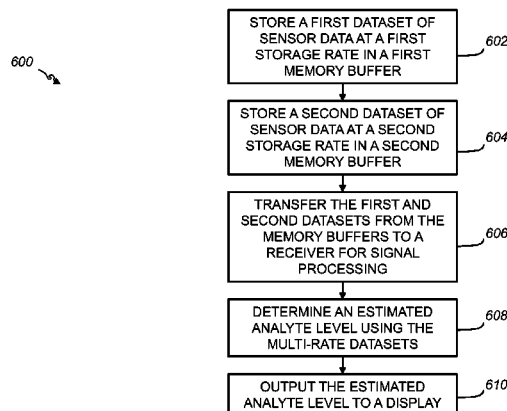 600
STORE A FIRST DATASET OF
SENSOR DATA AT A FIRST
STORAGE RATE IN A FIRST
MEMORY BUFFER
602
STORE A SECOND DATASET OF
SENSOR DATA AT A SECOND
STORAGE RATE IN A SECOND
MEMORY BUFFER
604
TRANSFER THE FIRST AND
SECOND DATASETS FROM THE
MEMORY BUFFERS TO A
RECEIVER FOR SIGNAL
PROCESSING
606
DETERMINE AN ESTIMATED
ANALYTE LEVEL USING THE
MULTI-RATE DATASETS
608
OUTPUT THE ESTIMATED
ANALYTE LEVEL TO A DISPLAY
610